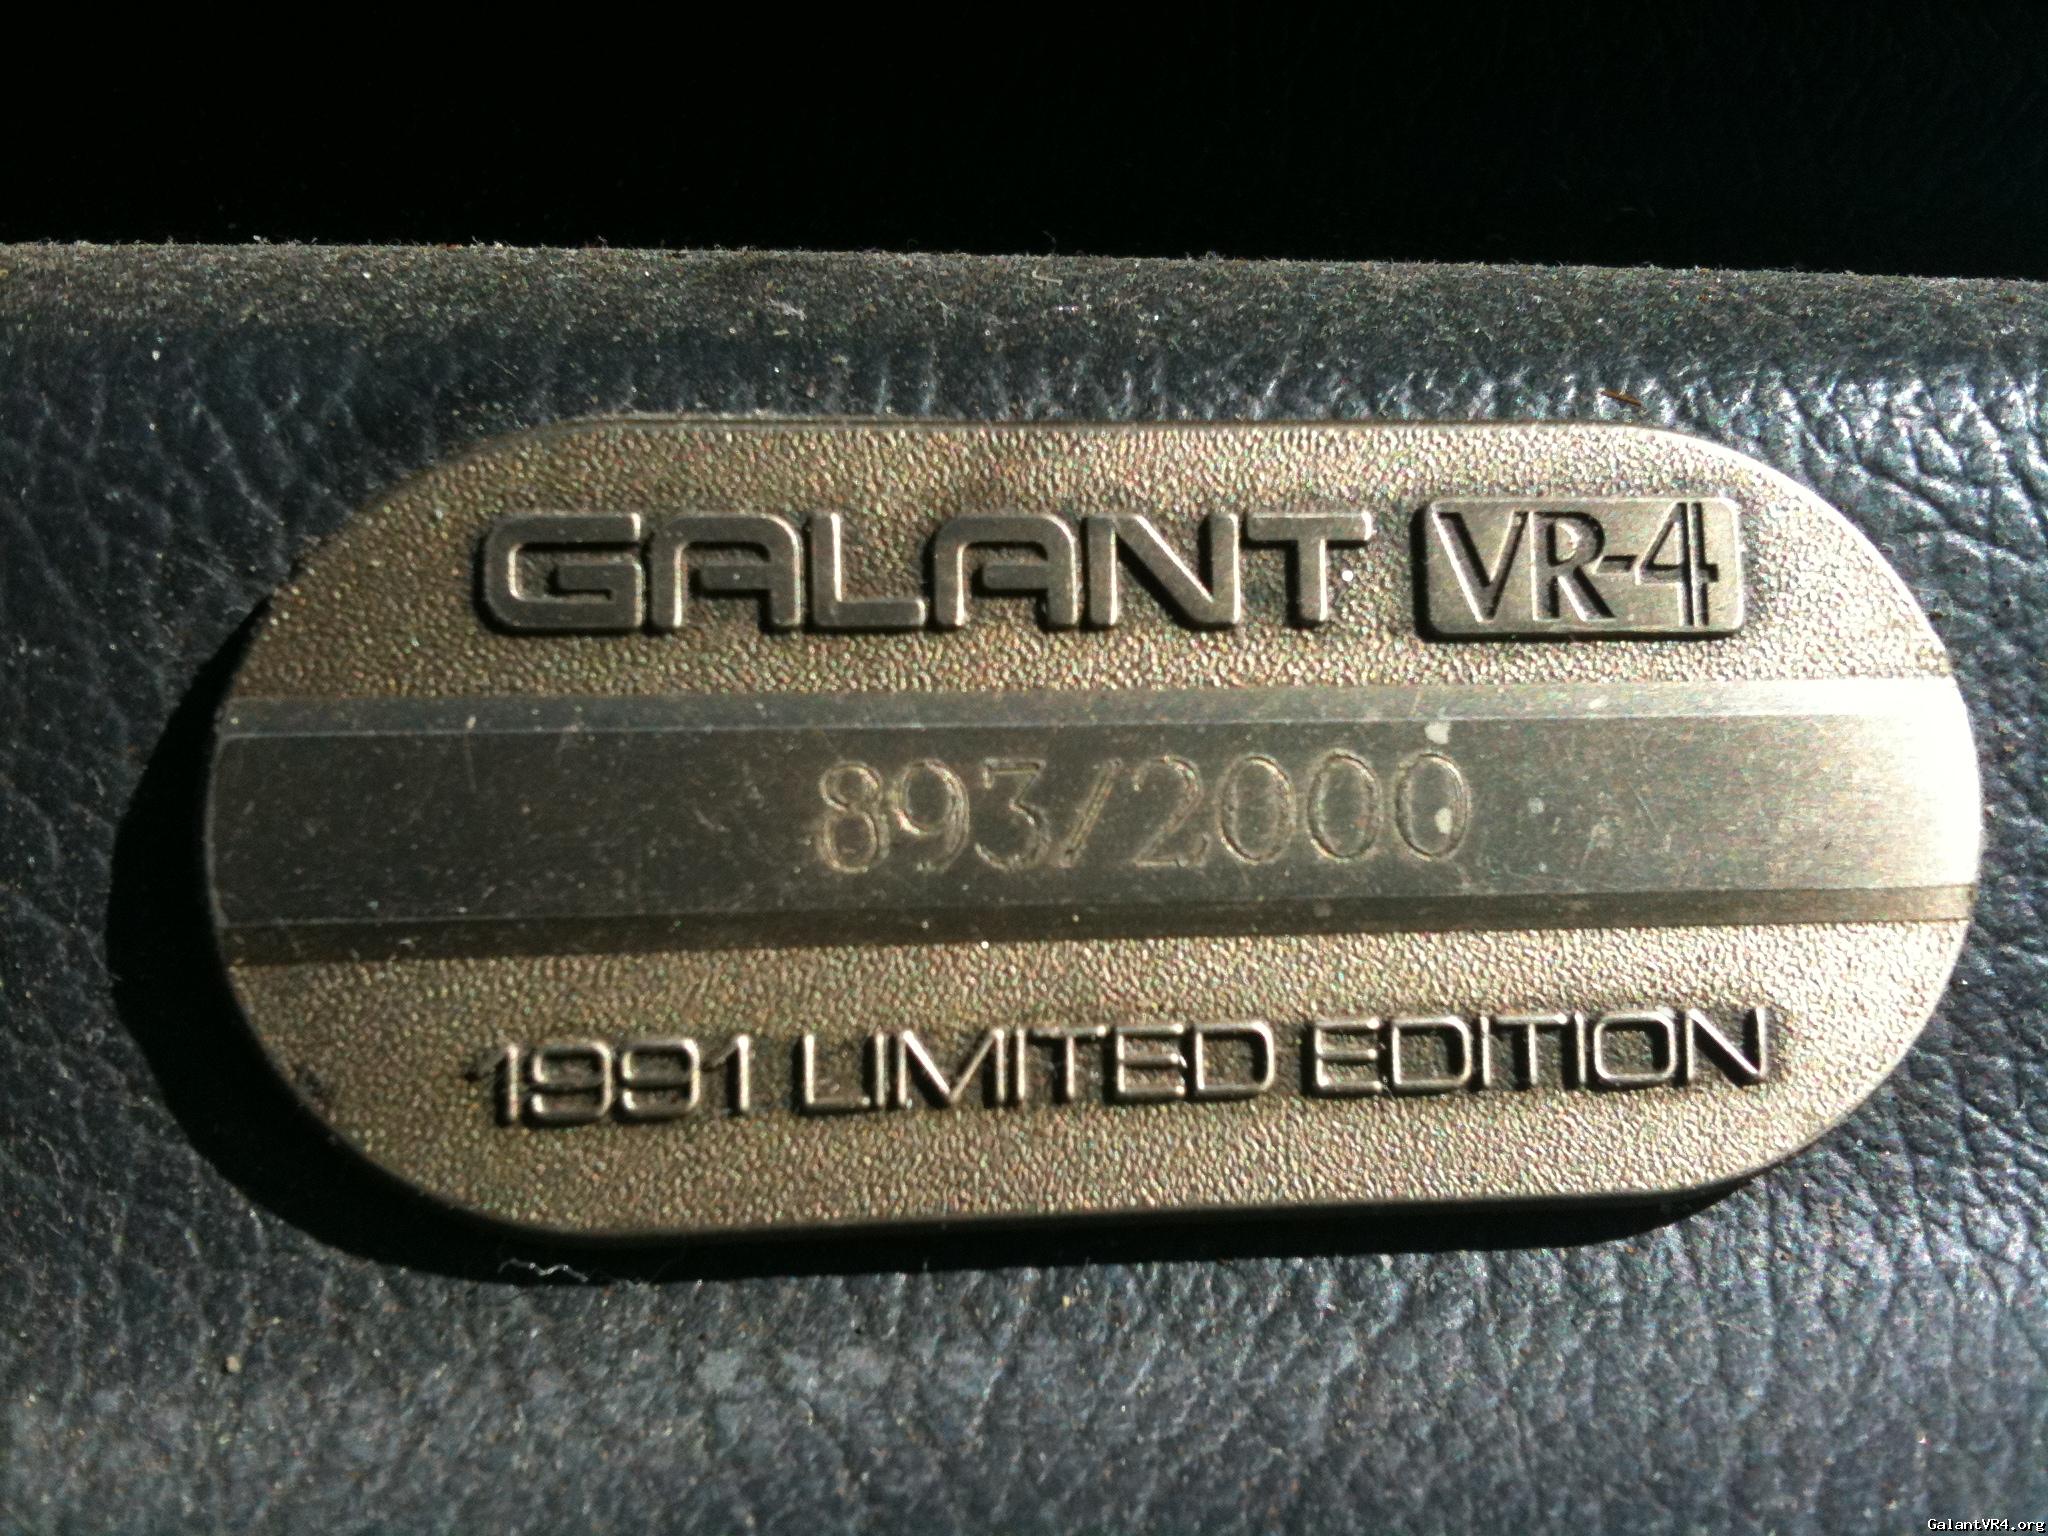 GALANT VR-4
893/2000
1991 LIMITED EDITION
GalantVR4.org